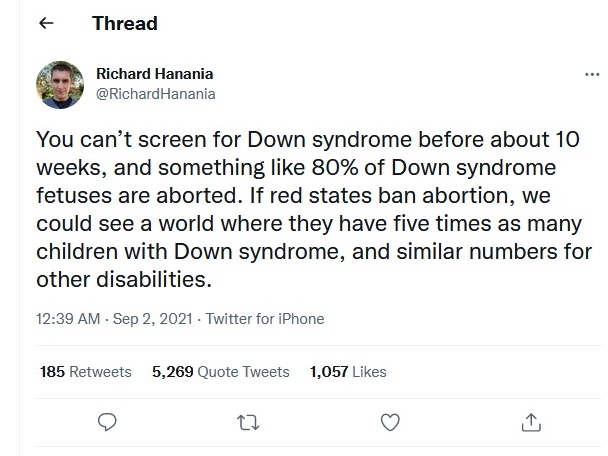 Thread
Richard Hanania
@RichardHanania
You can’t screen for Down syndrome before about 10
weeks, and something like 80% of Down syndrome
fetuses are aborted. If red states ban abortion, we
could see a world where they have five times as many
children with Down syndrome, and similar numbers for
other disabilities.
12:39 AM · Sep 2, 2021 · Twitter for iPhone
185 Retweets 5,269 Quote Tweets 1,057 Likes